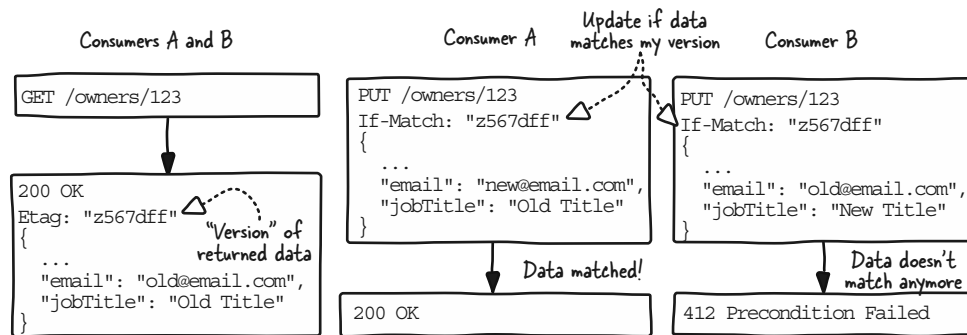 Consumers A and B
GET /owners/123
200 OK
Etag: "z567dff"
{
"Version" of
returned data
...
"email": "old@email.com",
"jobTitle": "Old Title"
}
Consumer A
Update if data
matches my version
Consumer B
PUT /owners/123
If-Match: "z567dff"
{
...
"email": "new@email.com",
"jobTitle": "Old Title"
}
Data matched!
200 OK
PUT /owners/123
If-Match: "z567dff"
{
...
"email": "old@email.com",
"jobTitle": "New Title"
}
Data doesn't
match anymore
412 Precondition Failed